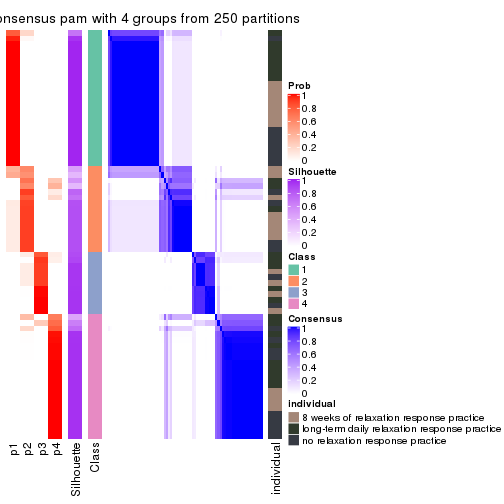 onsensus pam with 4 groups from 250 partitions
Prob
1
0.8
0.6
0.4
0.2
0
Silhouette
1
0.8
0.6
0.4
0.2
0
Class
1
2
3
4
Consensus
1
0.8
0.6
0.4
0.2
0
individual
8 weeks of relaxation response practice
long-term daily relaxation response practice
no relaxation response practice
p1
p2
p3
p4
Silhouette
Class
individual